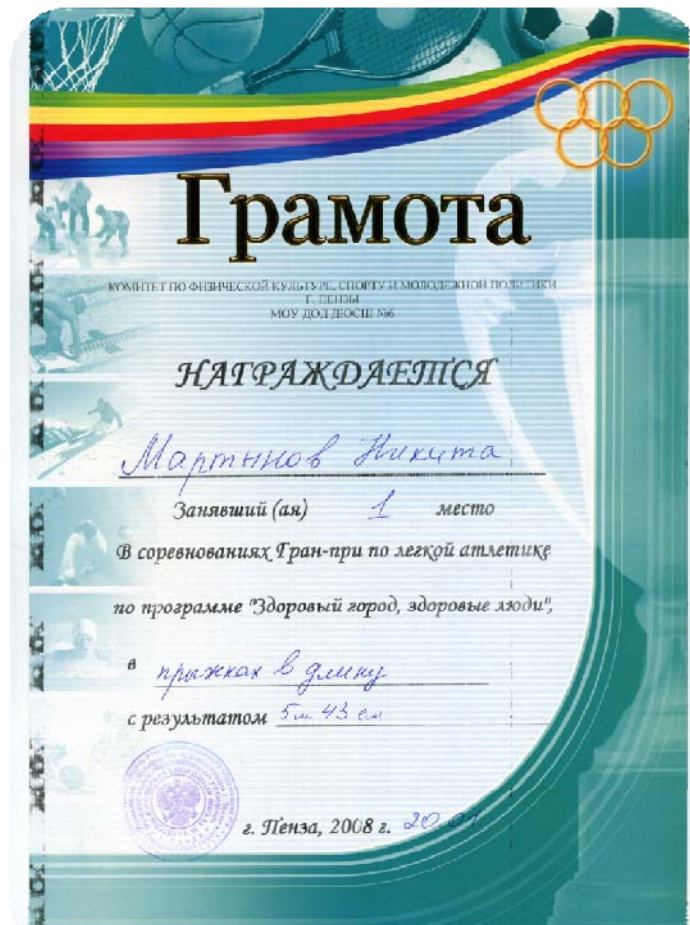 Грамота
КОМИТЕТ ПО ФИЗИЧЕСКОЙ КУЛЬТУРЕ, СПОРТУ И МОЛОДЕЖНОЙ ПОЛИТИКИ
Г. ПЕНЗЫ
МОУ ДОД ДЮСШ №6
НАГРАЖДАЕТСЯ
Мартынов Никита
Занявший (ая) 1 место
В соревнованиях Гран-при по легкой атлетике
по программе "Здоровый город, здоровые люди",
в прыжках в длину
с результатом 5 м 43 см
г. Пенза, 2008 г. 20.01